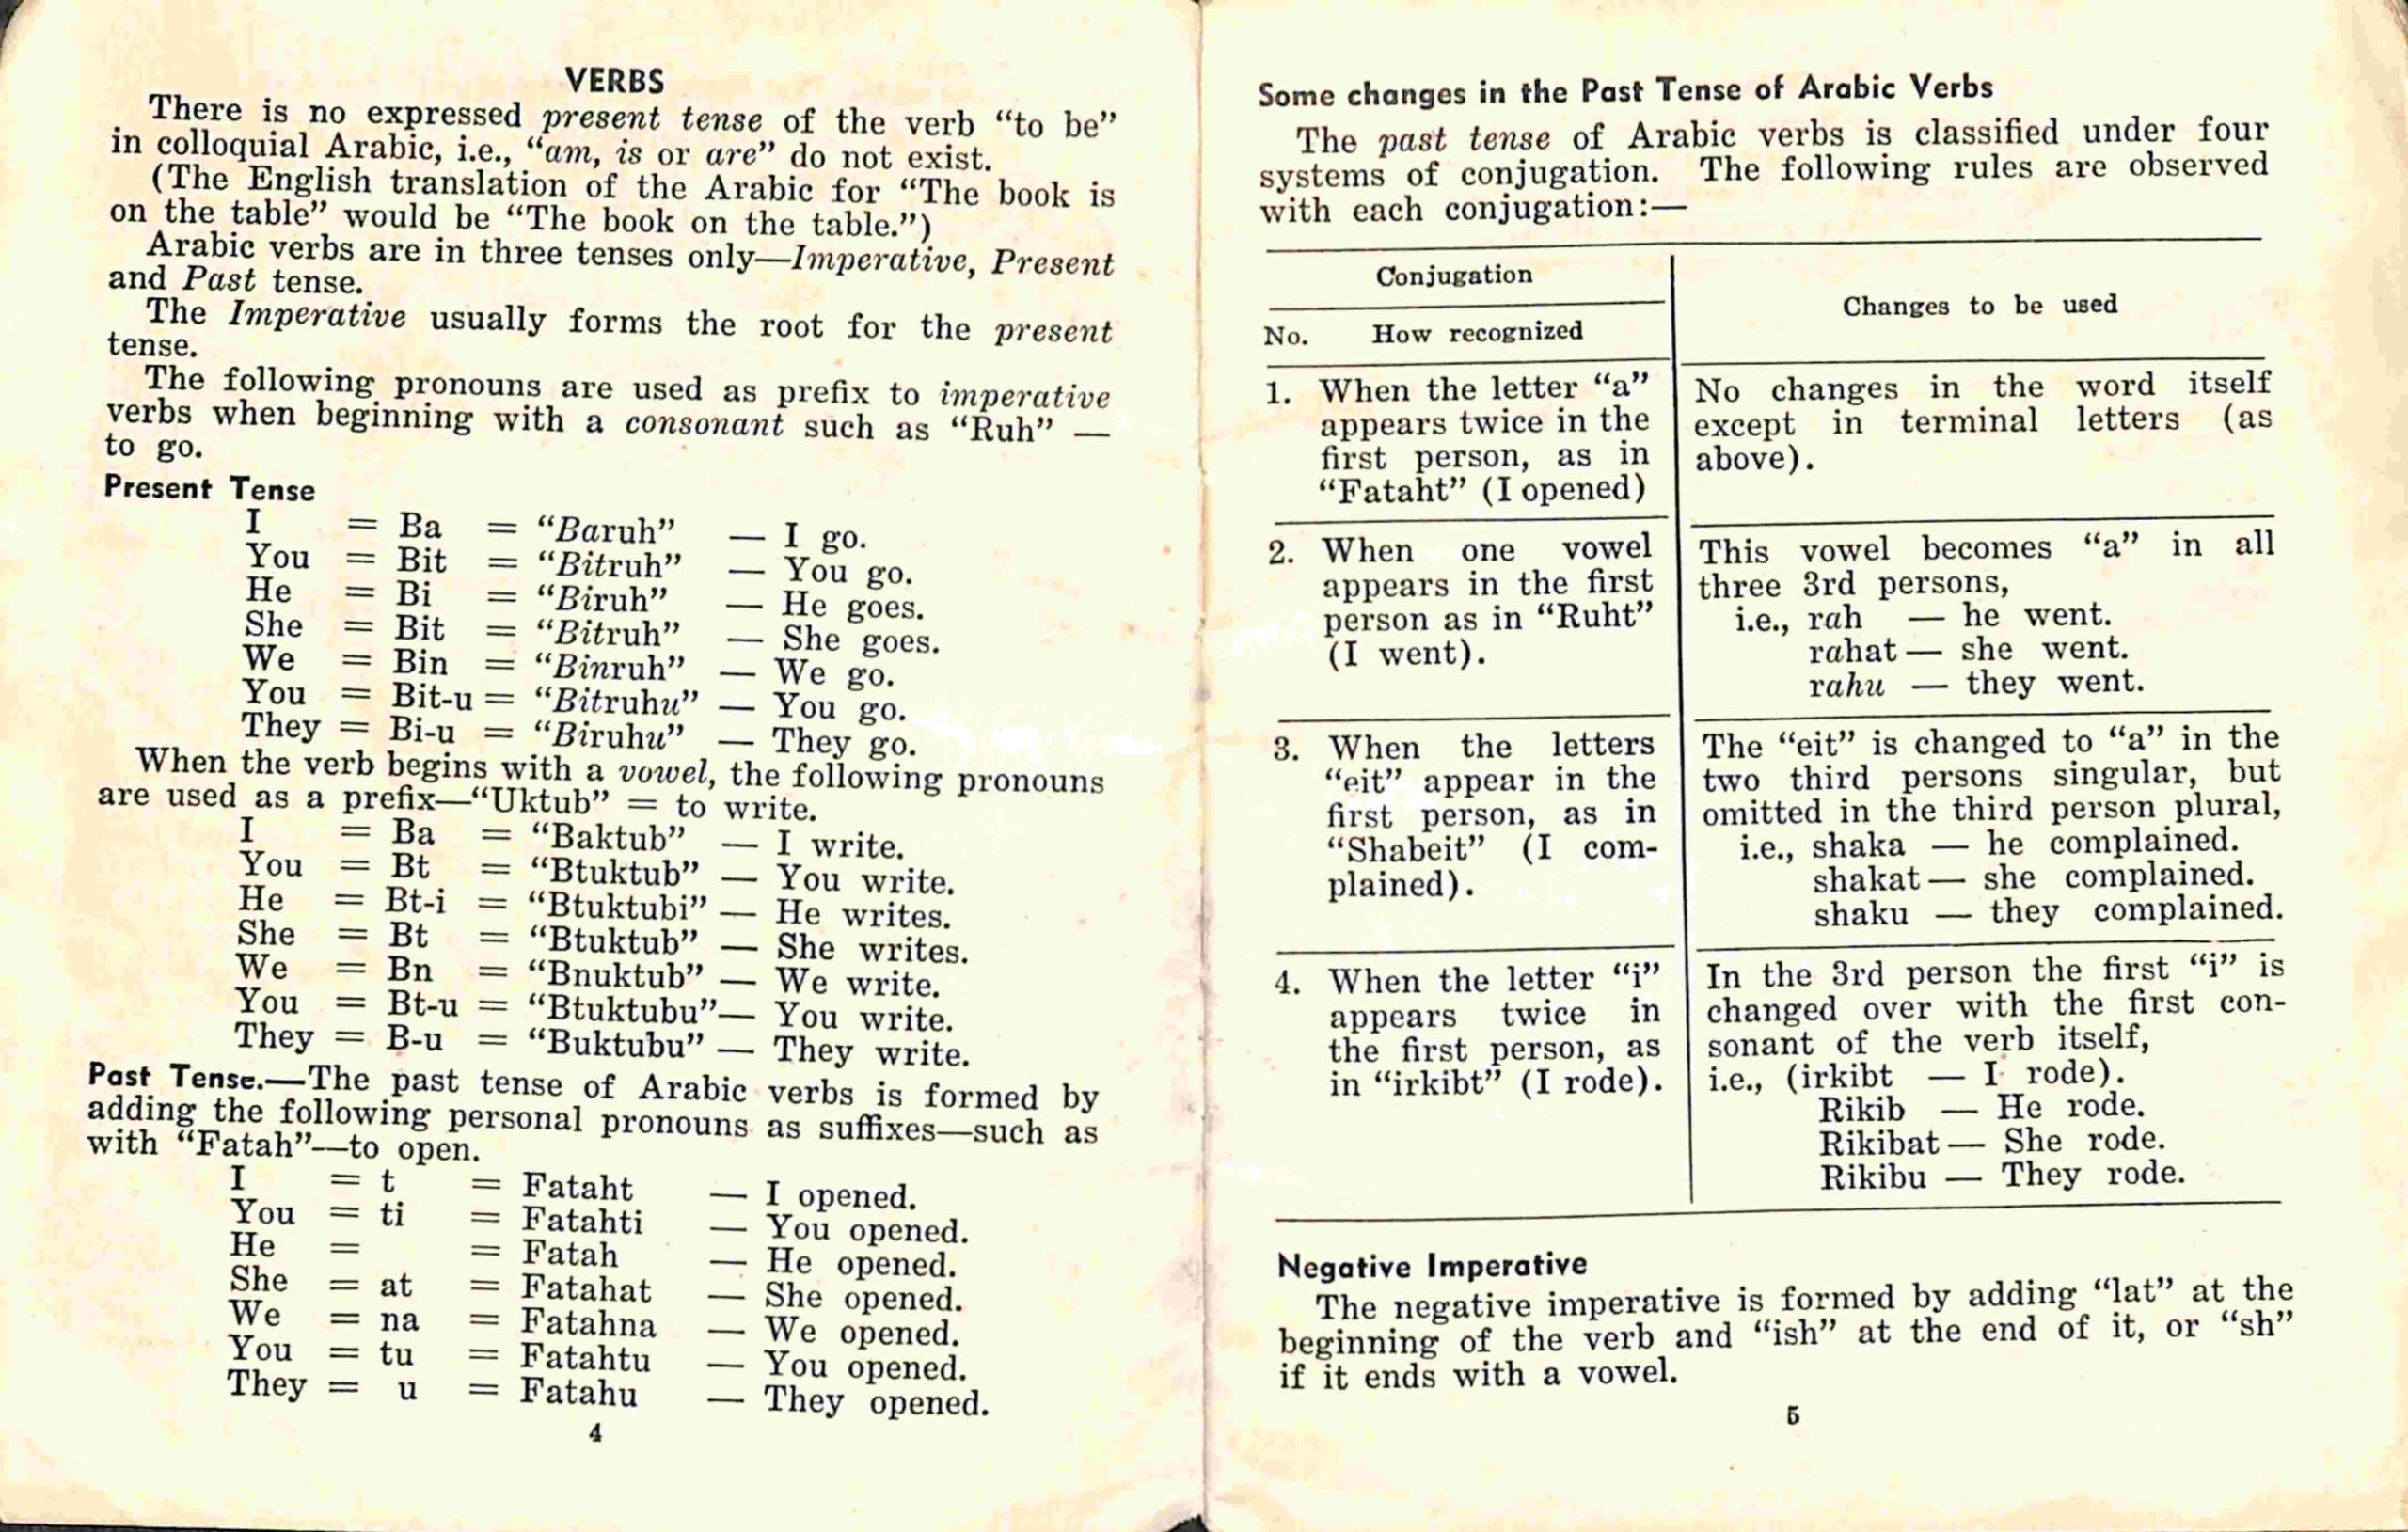 VERBS
There is no expressed present tense of the verb “to be”
in colloquial Arabic, i.e., “am, is or are” do not exist.
(The English translation of the Arabic for “The book is
on the table” would be “The book on the table.”)
Arabic verbs are in three tenses only—Imperative, Present
and Past tense.
The Imperative usually forms the root for the present
tense.
The following pronouns are used as prefix to imperative
verbs when beginning with a consonant such as “Ruh” —
to go.
Present Tense
I = Ba = “Baruh” — I go.
You = Bit = “Bitruh” — You go.
He = Bi = “Biruh” — He goes.
She = Bit = “Bitruh” — She goes.
We = Bin = “Binruh” — We go.
You = Bit-u = “Bitruhu” — You go.
They = Bi-u = “Biruhu” — They go.
When the verb begins with a vowel, the following pronouns
are used as a prefix—“Uktub” = to write.
I = Ba = “Baktub” — I write.
You = Bt = “Btuktub” — You write.
He = Bt-i = “Btuktubi” — He writes.
She = Bt = “Btuktub” — She writes.
We = Bn = “Bnuktub” — We write.
You = Bt-u = “Btuktubu”— You write.
They = B-u = “Buktubu” — They write.
Past Tense.—The past tense of Arabic verbs is formed by
adding the following personal pronouns as suffixes—such as
with “Fatah”—to open.
I = t = Fataht — I opened.
You = ti = Fatahti — You opened.
He = = Fatah — He opened.
She = at = Fatahat — She opened.
We = na = Fatahna — We opened.
You = tu = Fatahtu — You opened.
They = u = Fatahu — They opened.
4
Some changes in the Past Tense of Arabic Verbs
The past tense of Arabic verbs is classified under four
systems of conjugation. The following rules are observed
with each conjugation:—
Conjugation
No. How recognized
Changes to be used
1. When the letter “a”
appears twice in the
first person, as in
“Fataht” (I opened)
No changes in the word itself
except in terminal letters (as
above).
2. When one vowel
appears in the first
person as in “Ruht”
(I went).
This vowel becomes “a” in all
three 3rd persons,
i.e., rah — he went.
rahat — she went.
rahu — they went.
3. When the letters
“eit” appear in the
first person, as in
“Shabeit” (I com-
plained).
The “eit” is changed to “a” in the
two third persons singular, but
omitted in the third person plural,
i.e., shaka — he complained.
shakat — she complained.
shaku — they complained.
4. When the letter “i”
appears twice in
the first person, as
in “irkibt” (I rode).
In the 3rd person the first “i” is
changed over with the first con-
sonant of the verb itself,
i.e., (irkibt — I rode).
Rikib — He rode.
Rikibat — She rode.
Rikibu — They rode.
Negative Imperative
The negative imperative is formed by adding “lat” at the
beginning of the verb and “ish” at the end of it, or “sh”
if it ends with a vowel.
5